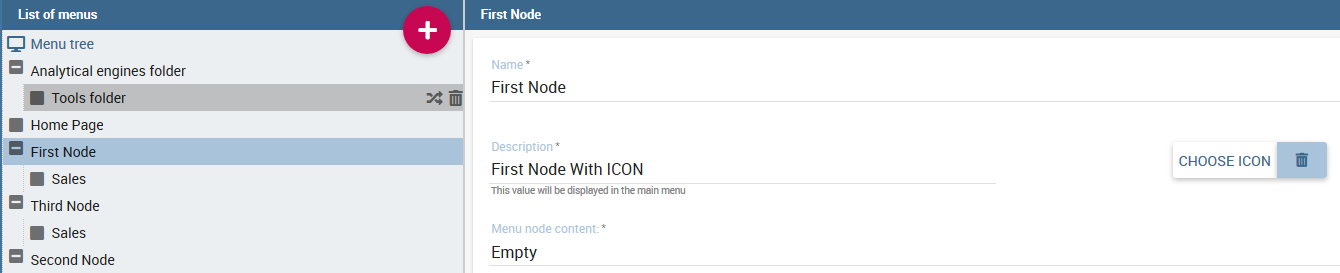 List of menus
Menu tree
Analytical engines folder
Tools folder
Home Page
First Node
Sales
Third Node
Sales
Second Node
First Node
Name *
First Node
Description *
First Node With ICON
This value will be displayed in the main menu
CHOOSE ICON
Menu node content: *
Empty